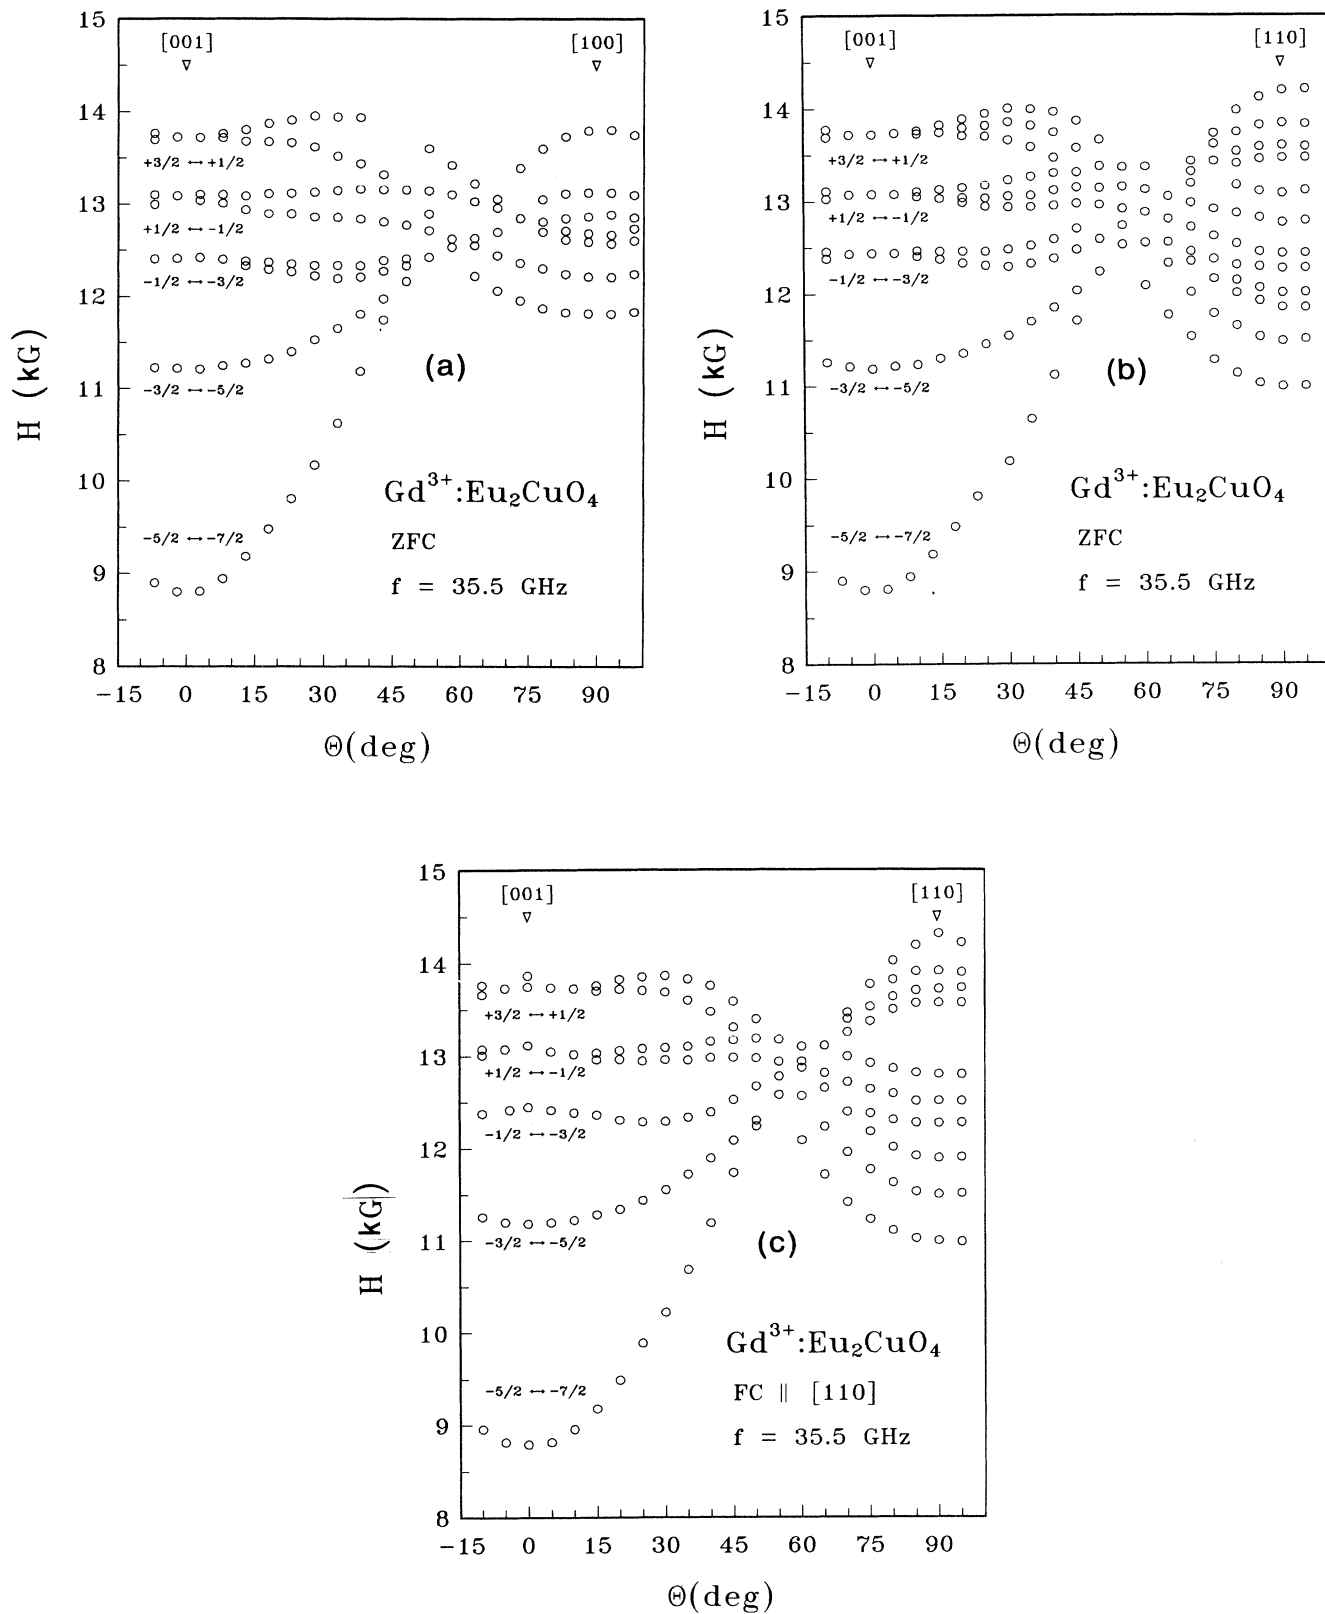 15
[001] [100]
14
+3/2 ↔ +1/2
13
+1/2 ↔ -1/2
12
-1/2 ↔ -3/2
H (kG)
(a)
11
-3/2 ↔ -5/2
10
Gd³⁺:Eu₂CuO₄
-5/2 ↔ -7/2
ZFC
9
f = 35.5 GHz
8
-15 0 15 30 45 60 75 90
Θ(deg)
15
[001] [110]
14
+3/2 ↔ +1/2
13
+1/2 ↔ -1/2
12
-1/2 ↔ -3/2
H (kG)
(b)
11
-3/2 ↔ -5/2
10
Gd³⁺:Eu₂CuO₄
-5/2 ↔ -7/2
ZFC
9
f = 35.5 GHz
8
-15 0 15 30 45 60 75 90
Θ(deg)
15
[001] [110]
14
+3/2 ↔ +1/2
13
+1/2 ↔ -1/2
12
-1/2 ↔ -3/2
H (kG)
(c)
11
-3/2 ↔ -5/2
10
Gd³⁺:Eu₂CuO₄
-5/2 ↔ -7/2
FC ∥ [110]
9
f = 35.5 GHz
8
-15 0 15 30 45 60 75 90
Θ(deg)